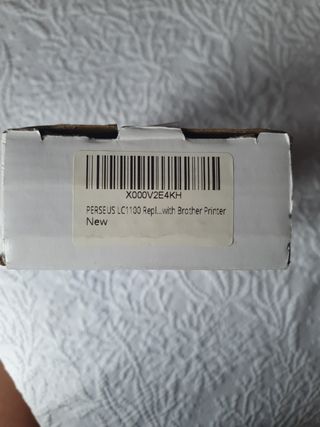 X000V2E4KH
PERSEUS LC1100 Repl...with Brother Printer
New